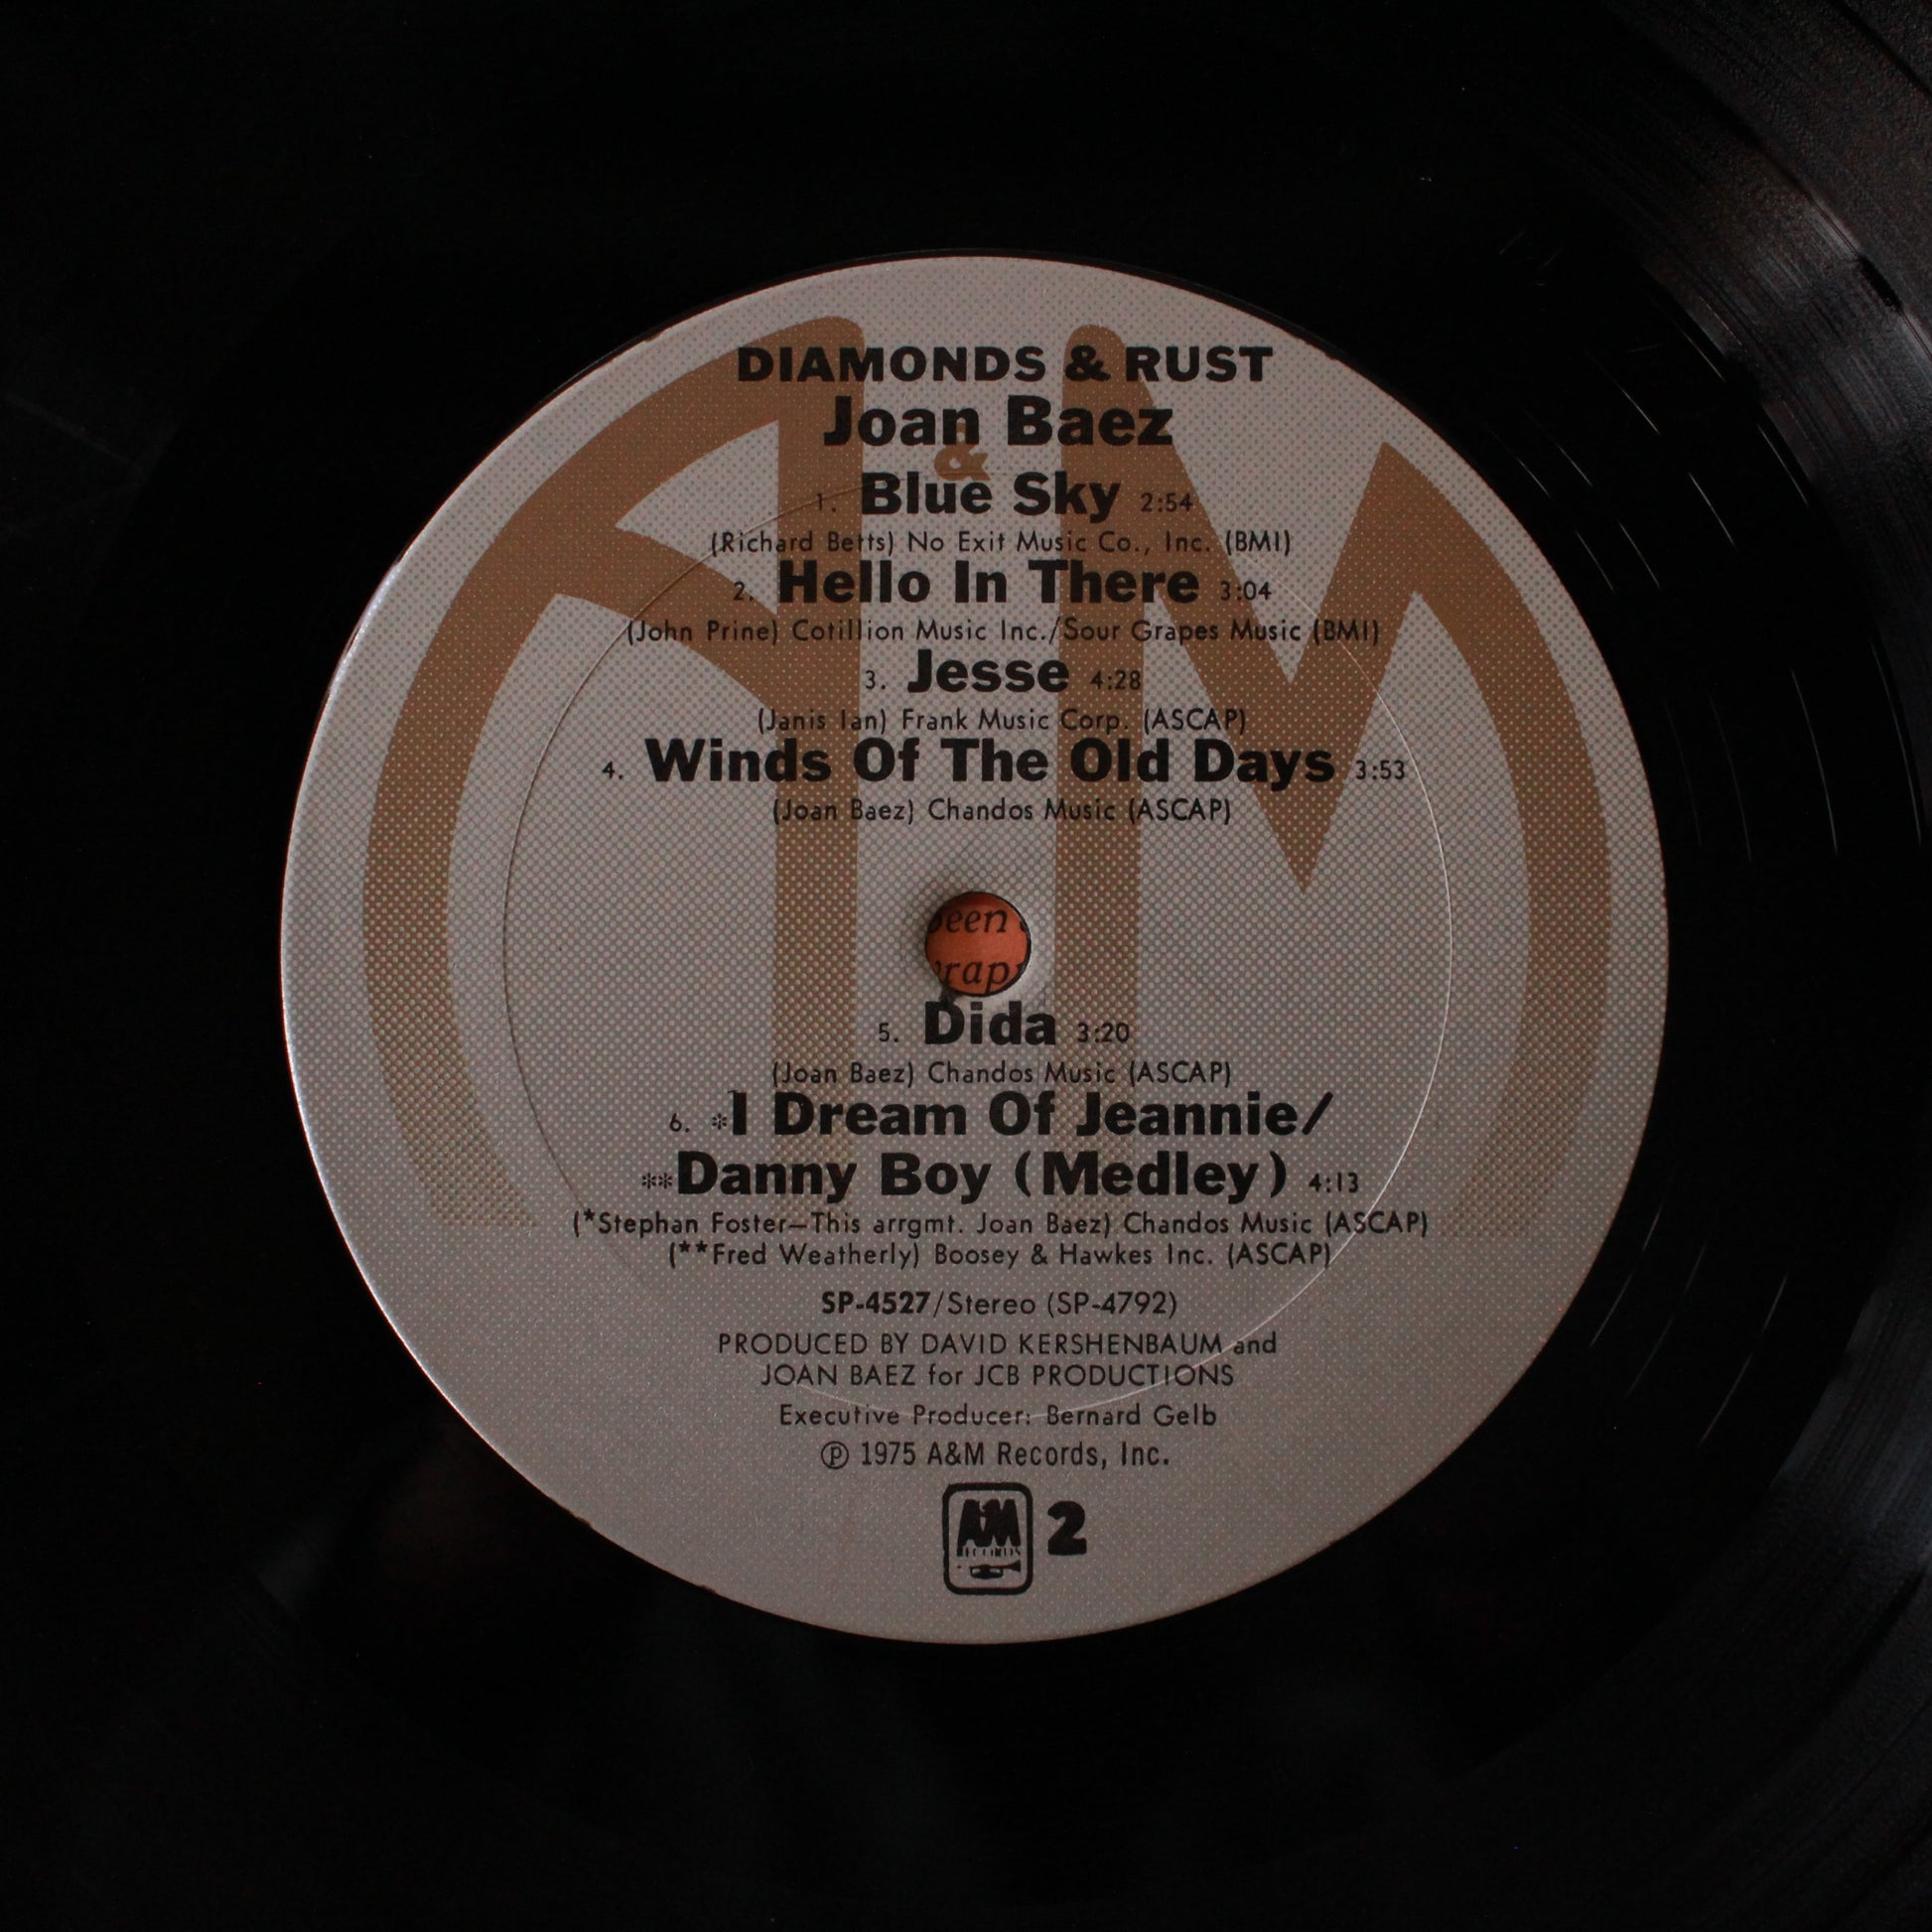 DIAMONDS & RUST
Joan Baez
&
1. Blue Sky 2:54
(Richard Betts) No Exit Music Co., Inc. (BMI)
2. Hello In There 3:04
(John Prine) Cotillion Music Inc./Sour Grapes Music (BMI)
3. Jesse 4:28
(Janis Ian) Frank Music Corp. (ASCAP)
4. Winds Of The Old Days 3:53
(Joan Baez) Chandos Music (ASCAP)
been
5. Dida 3:20
(Joan Baez) Chandos Music (ASCAP)
6. *I Dream Of Jeannie/
**Danny Boy (Medley) 4:13
(*Stephan Foster—This arrgmt. Joan Baez) Chandos Music (ASCAP)
(**Fred Weatherly) Boosey & Hawkes Inc. (ASCAP)
SP-4527/Stereo (SP-4792)
PRODUCED BY DAVID KERSHENBAUM and
JOAN BAEZ for JCB PRODUCTIONS
Executive Producer: Bernard Gelb
℗ 1975 A&M Records, Inc.
A&M 2
RECORDS